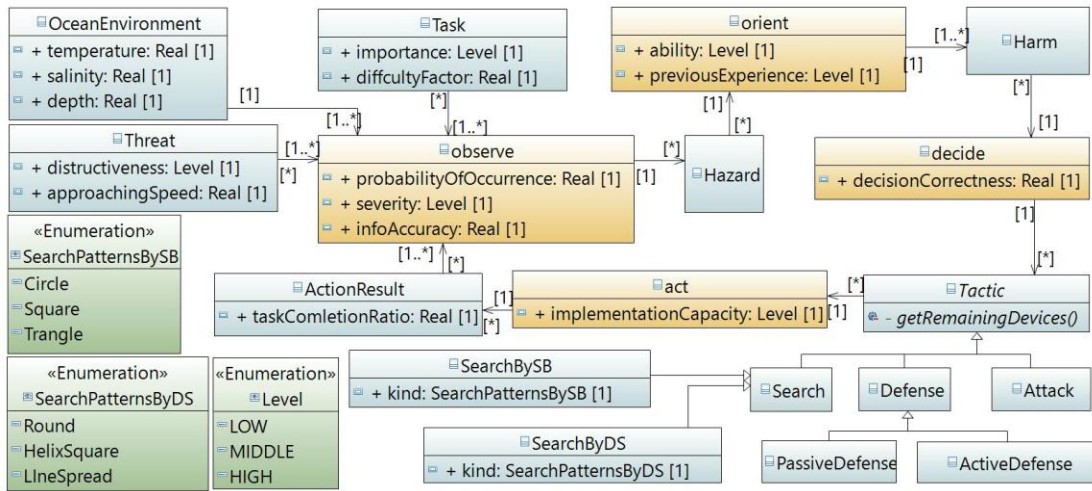 OceanEnvironment
+ temperature: Real [1]
+ salinity: Real [1]
+ depth: Real [1]
Task
+ importance: Level [1]
+ diffcultyFactor: Real [1]
orient
+ ability: Level [1]
+ previousExperience: Level [1]
Harm
[1..*]
[1]
[1]
[1..*]
[*]
[1..*]
[1]
[*]
[*]
[1]
Threat
+ distructiveness: Level [1]
+ approachingSpeed: Real [1]
[1..*]
[*]
observe
+ probabilityOfOccurrence: Real [1]
+ severity: Level [1]
+ infoAccuracy: Real [1]
[*]
[1]
Hazard
decide
+ decisionCorrectness: Real [1]
[1]
[*]
«Enumeration»
SearchPatternsBySB
Circle
Square
Trangle
[1..*]
[*]
ActionResult
+ taskComletionRatio: Real [1]
[1]
[*]
act
+ implementationCapacity: Level [1]
[*]
[1]
Tactic
- getRemainingDevices()
«Enumeration»
SearchPatternsByDS
Round
HelixSquare
LIneSpread
«Enumeration»
Level
LOW
MIDDLE
HIGH
SearchBySB
+ kind: SearchPatternsBySB [1]
Search
Defense
Attack
SearchByDS
+ kind: SearchPatternsByDS [1]
PassiveDefense
ActiveDefense